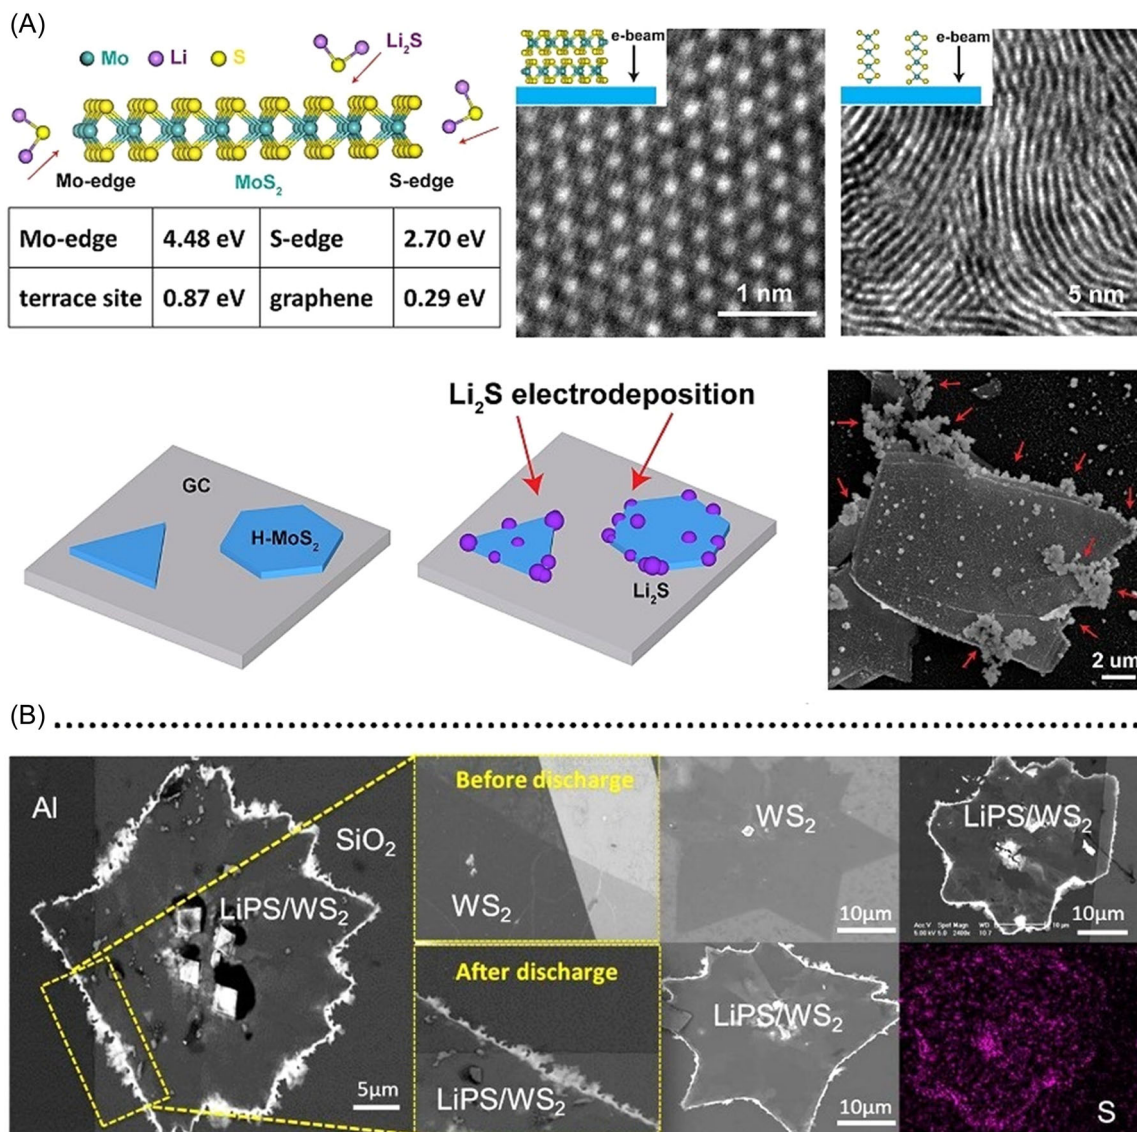 (A)
Mo Li S
Li₂S
Mo-edge MoS₂ S-edge
Mo-edge 4.48 eV S-edge 2.70 eV
terrace site 0.87 eV graphene 0.29 eV
e-beam
1 nm
e-beam
5 nm
GC
H-MoS₂
Li₂S electrodeposition
Li₂S
2 um
(B)
Al
SiO₂
LiPS/WS₂
5μm
Before discharge
WS₂
After discharge
LiPS/WS₂
WS₂
10μm
LiPS/WS₂
10μm
LiPS/WS₂
10μm
S